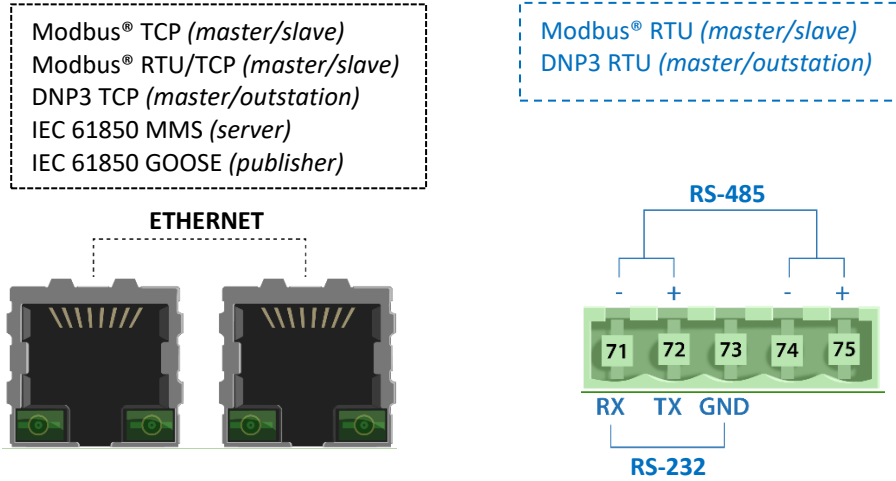 Modbus® TCP (master/slave)
Modbus® RTU/TCP (master/slave)
DNP3 TCP (master/outstation)
IEC 61850 MMS (server)
IEC 61850 GOOSE (publisher)
Modbus® RTU (master/slave)
DNP3 RTU (master/outstation)
ETHERNET
RS-485
- + - +
71 72 73 74 75
RX TX GND
RS-232